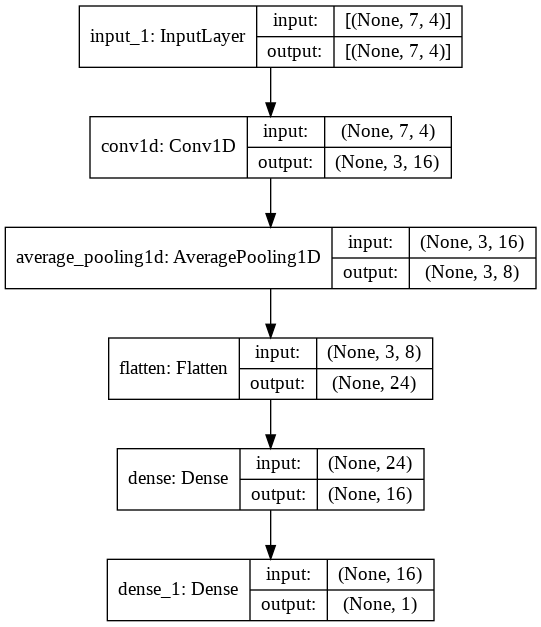 input_1: InputLayer
input: [(None, 7, 4)]
output: [(None, 7, 4)]
conv1d: Conv1D
input: (None, 7, 4)
output: (None, 3, 16)
average_pooling1d: AveragePooling1D
input: (None, 3, 16)
output: (None, 3, 8)
flatten: Flatten
input: (None, 3, 8)
output: (None, 24)
dense: Dense
input: (None, 24)
output: (None, 16)
dense_1: Dense
input: (None, 16)
output: (None, 1)